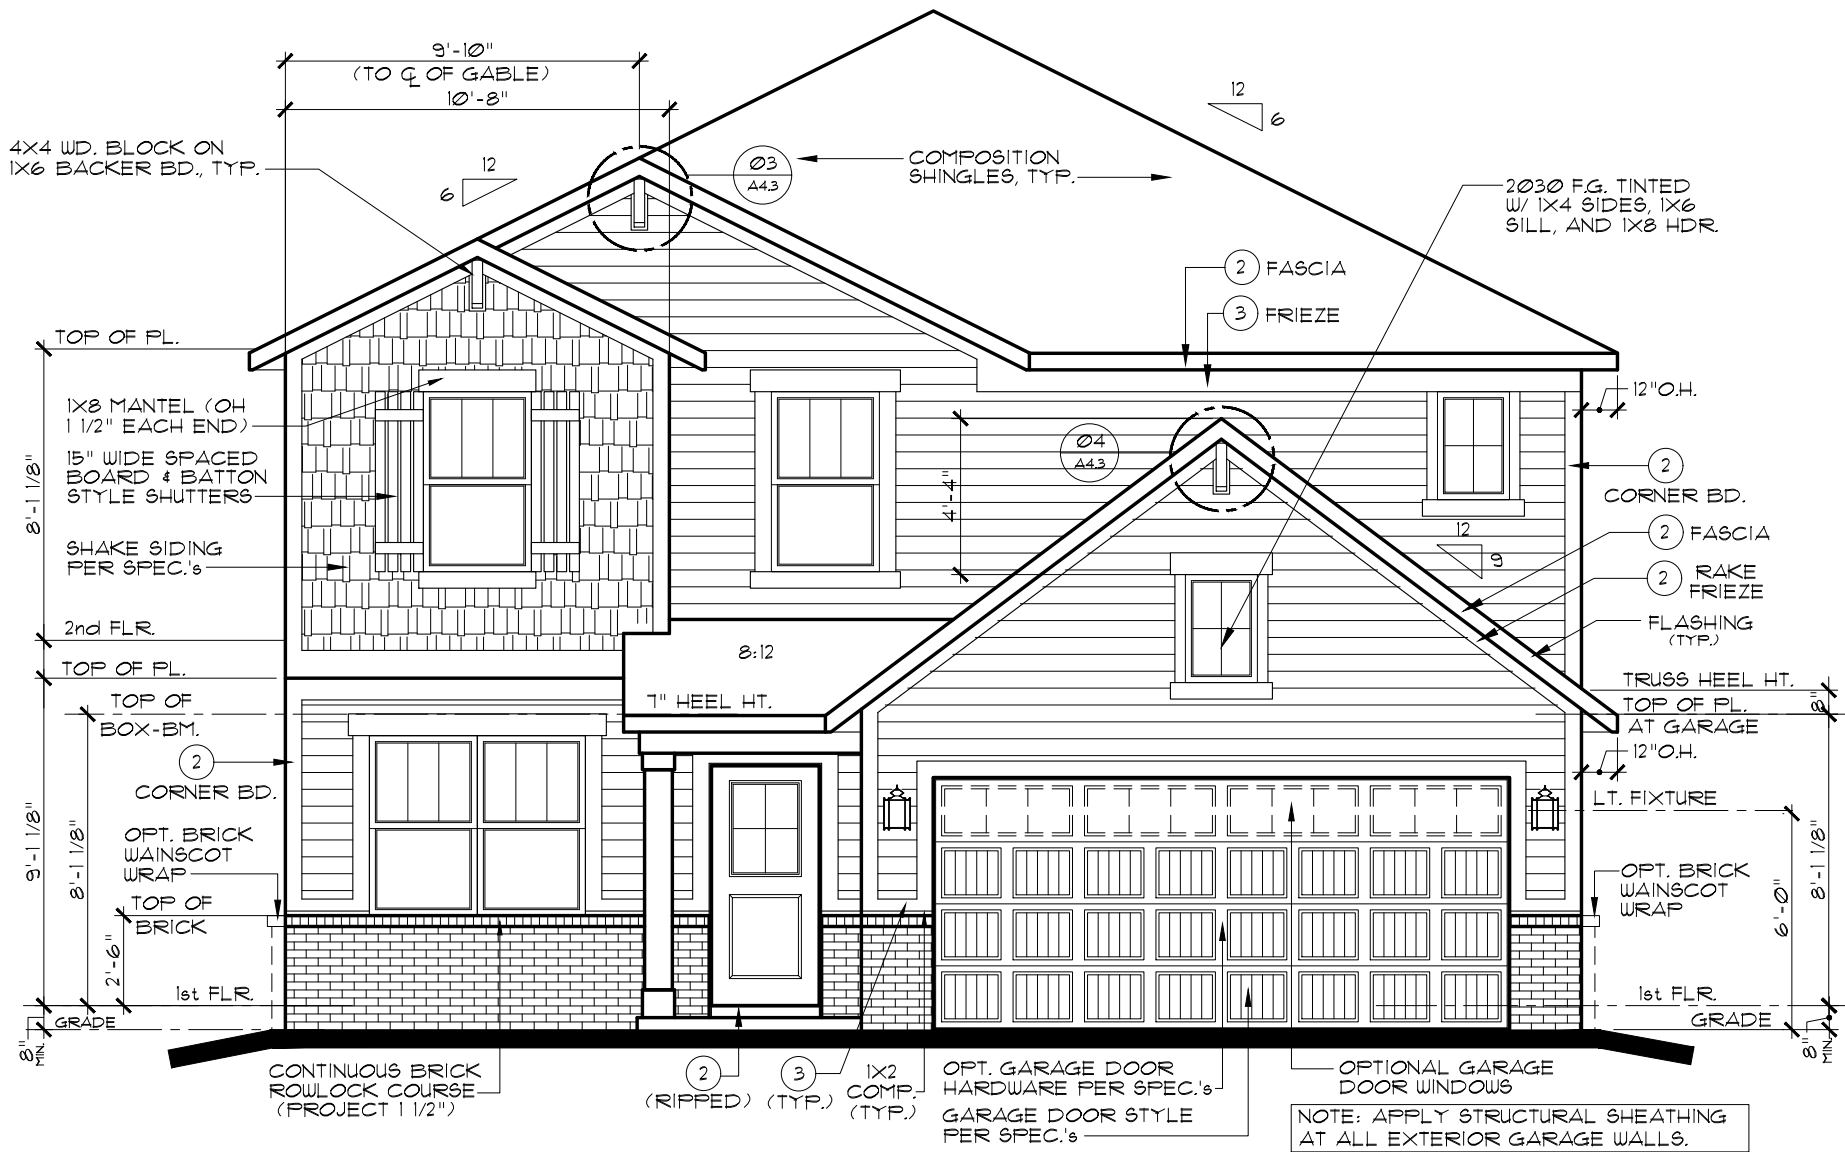 9'-10"
(TO ℄ OF GABLE)
10'-8"
12
6
4X4 WD. BLOCK ON
1X6 BACKER BD., TYP.
12
6
Ø3
A4.3
COMPOSITION
SHINGLES, TYP.
2Ø3Ø F.G. TINTED
W/ 1X4 SIDES, 1X6
SILL, AND 1X8 HDR.
2 FASCIA
3 FRIEZE
TOP OF PL.
12" O.H.
1X8 MANTEL (OH
1 1/2" EACH END)
Ø4
A4.3
15" WIDE SPACED
BOARD & BATTON
STYLE SHUTTERS
8'-1 1/8"
4'-4"
2
CORNER BD.
12
9
2 FASCIA
SHAKE SIDING
PER SPEC.'s
2 RAKE
FRIEZE
2nd FLR.
FLASHING
(TYP.)
8:12
TOP OF PL.
TRUSS HEEL HT.
8"
TOP OF
BOX-BM.
7" HEEL HT.
TOP OF PL.
AT GARAGE
12" O.H.
2
CORNER BD.
LT. FIXTURE
9'-1 1/8"
8'-1 1/8"
OPT. BRICK
WAINSCOT
WRAP
8'-1 1/8"
6'-Ø"
OPT. BRICK
WAINSCOT
WRAP
TOP OF
BRICK
2'-6"
1st FLR.
1st FLR.
GRADE
GRADE
8"
MIN.
8"
MIN.
CONTINUOUS BRICK
ROWLOCK COURSE
(PROJECT 1 1/2")
2
(RIPPED)
3
(TYP.)
1X2
COMP.
(TYP.)
OPT. GARAGE DOOR
HARDWARE PER SPEC.'s
GARAGE DOOR STYLE
PER SPEC.'s
OPTIONAL GARAGE
DOOR WINDOWS
NOTE: APPLY STRUCTURAL SHEATHING
AT ALL EXTERIOR GARAGE WALLS.